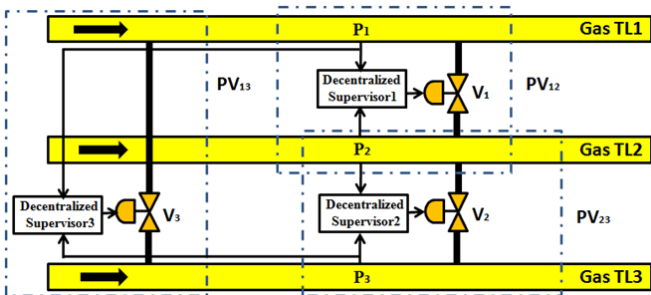 P₁ Gas TL1
Decentralized
Supervisor1
V₁
PV₁₃
PV₁₂
P₂ Gas TL2
Decentralized
Supervisor3
V₃
Decentralized
Supervisor2
V₂
PV₂₃
P₃ Gas TL3